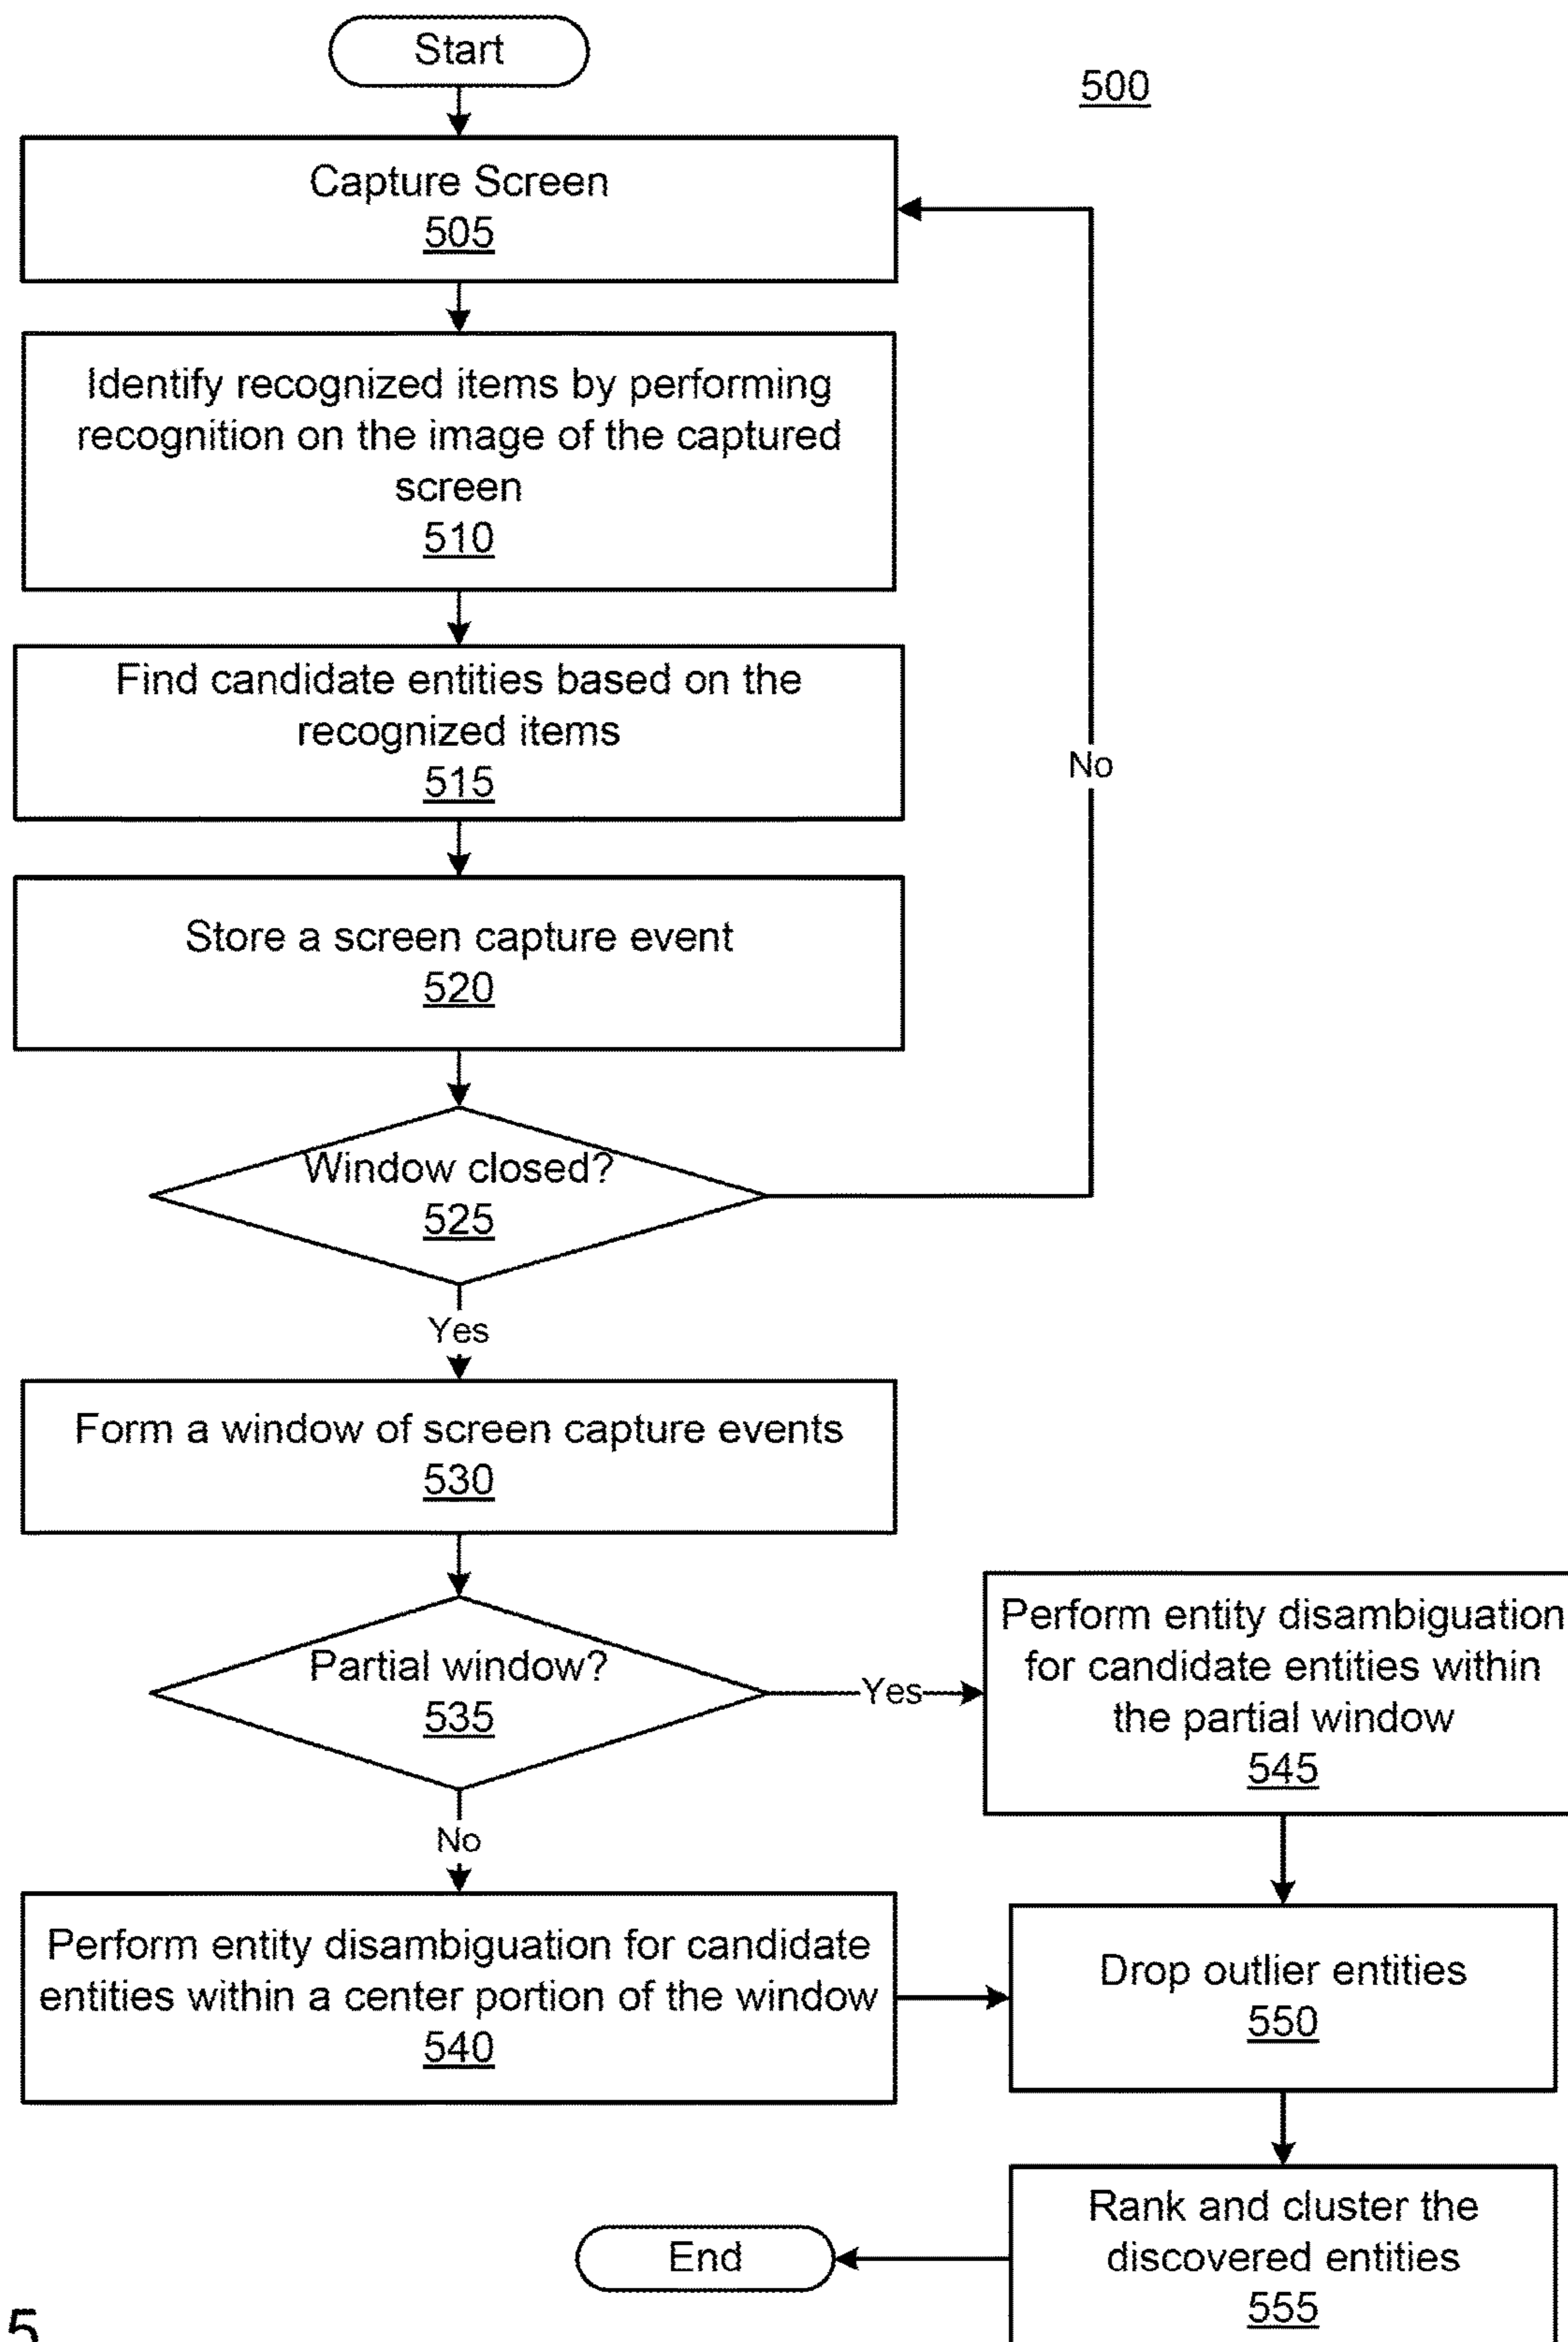 Start
500
Capture Screen
505
Identify recognized items by performing
recognition on the image of the captured
screen
510
Find candidate entities based on the
recognized items
515
No
Store a screen capture event
520
Window closed?
525
Yes
Form a window of screen capture events
530
Partial window?
535
Yes
Perform entity disambiguation
for candidate entities within
the partial window
545
No
Perform entity disambiguation for candidate
entities within a center portion of the window
540
Drop outlier entities
550
Rank and cluster the
discovered entities
555
End
5